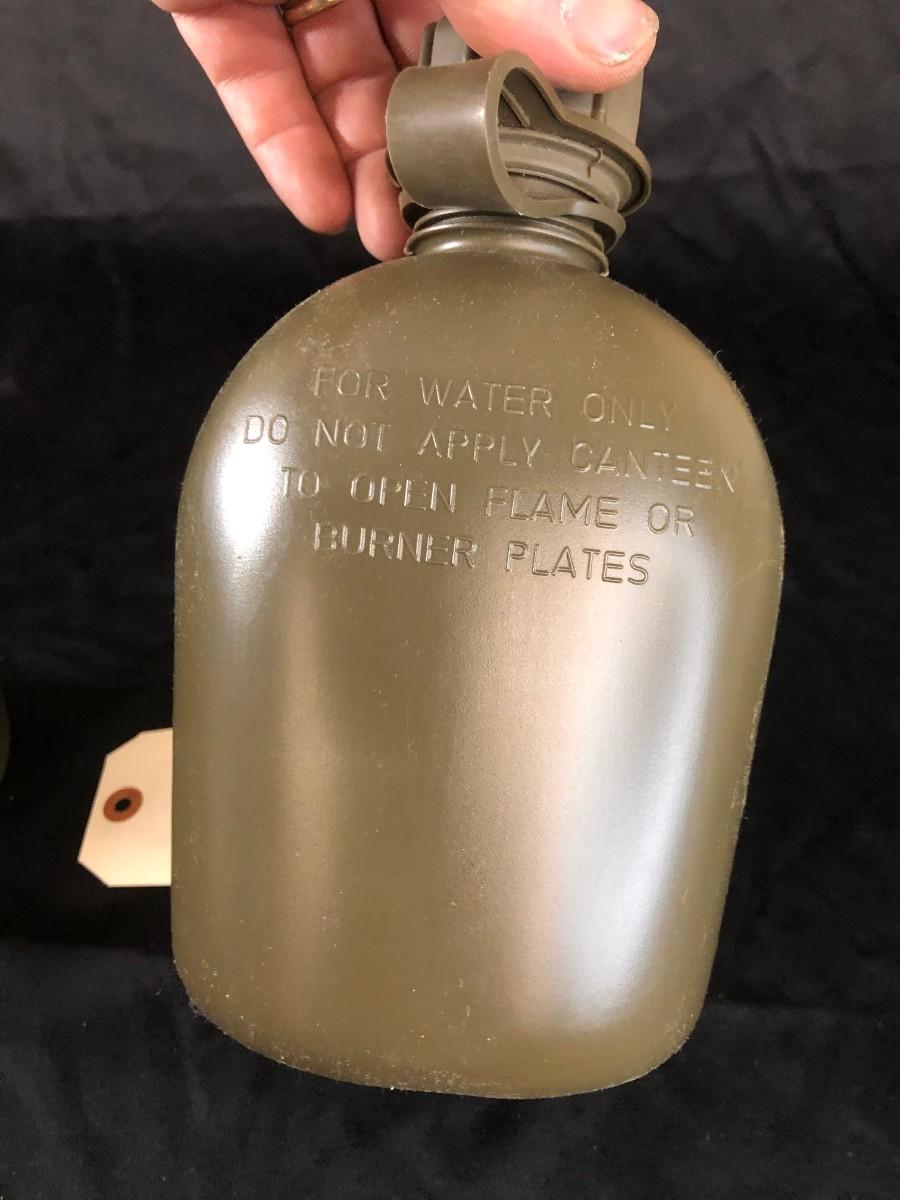 FOR WATER ONLY
DO NOT APPLY CANTEEN
TO OPEN FLAME OR
BURNER PLATES